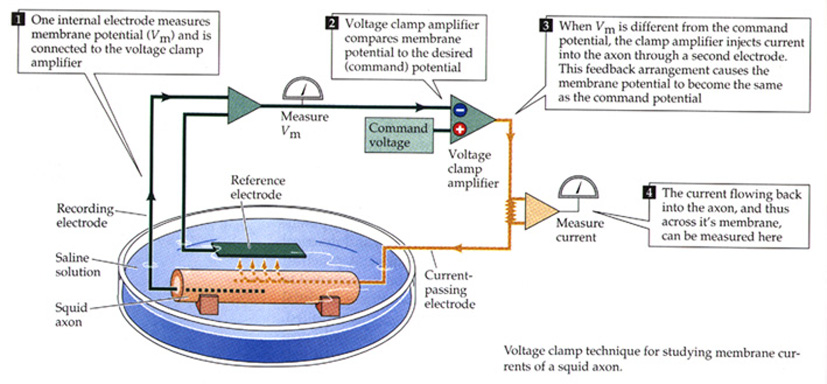 1 One internal electrode measures
membrane potential (Vm) and is
connected to the voltage clamp
amplifier
2 Voltage clamp amplifier
compares membrane
potential to the desired
(command) potential
3 When Vm is different from the command
potential, the clamp amplifier injects current
into the axon through a second electrode.
This feedback arrangement causes the
membrane potential to become the same
as the command potential
Measure
Vm
Command
voltage
−
+
Voltage
clamp
amplifier
Reference
electrode
Recording
electrode
Saline
solution
Squid
axon
Current-
passing
electrode
Measure
current
4 The current flowing back
into the axon, and thus
across it's membrane,
can be measured here
Voltage clamp technique for studying membrane cur-
rents of a squid axon.